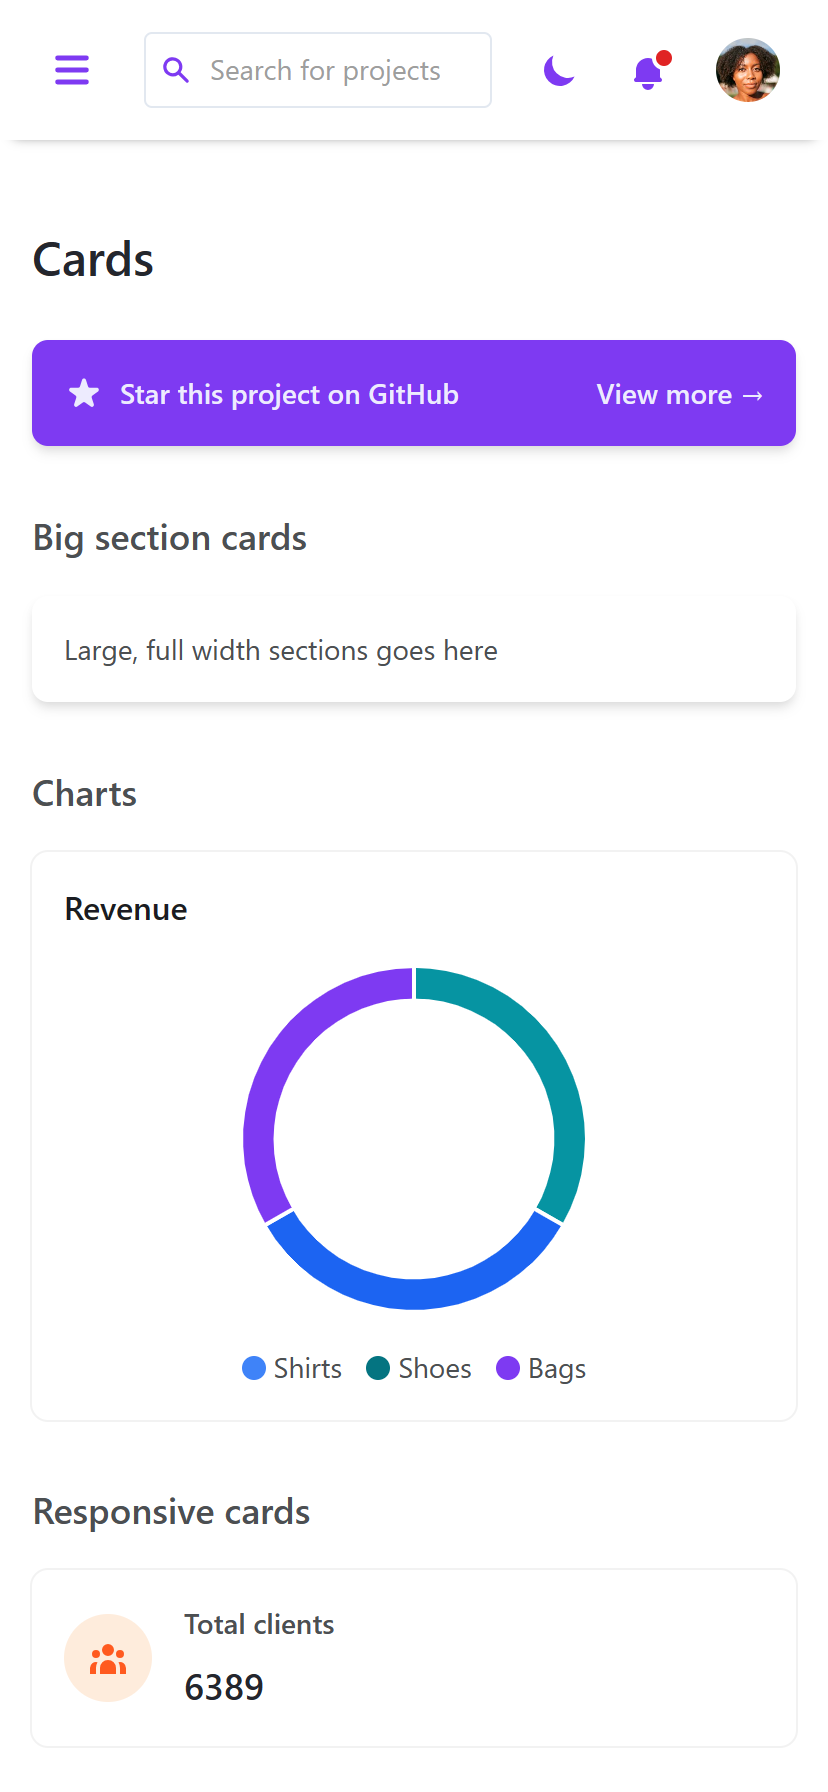 Search for projects
Cards
Star this project on GitHub View more →
Big section cards
Large, full width sections goes here
Charts
Revenue
Shirts Shoes Bags
Responsive cards
Total clients
6389